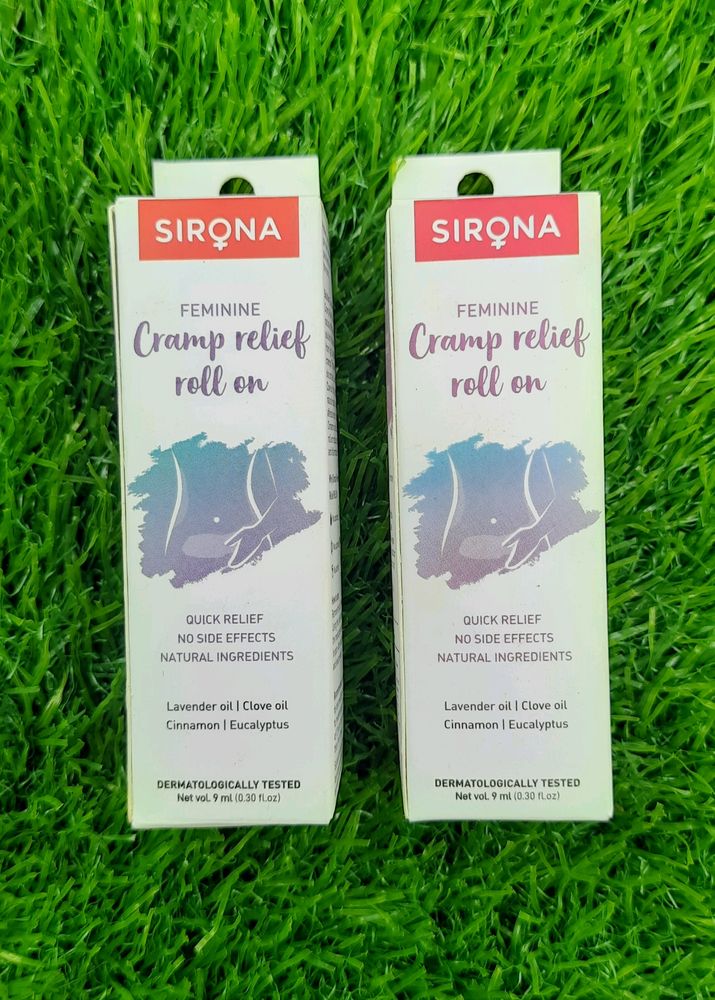 SIRONA
FEMININE
Cramp relief
roll on
QUICK RELIEF
NO SIDE EFFECTS
NATURAL INGREDIENTS
Lavender oil | Clove oil
Cinnamon | Eucalyptus
DERMATOLOGICALLY TESTED
Net vol. 9 ml (0.30 fl.oz)
SIRONA
FEMININE
Cramp relief
roll on
QUICK RELIEF
NO SIDE EFFECTS
NATURAL INGREDIENTS
Lavender oil | Clove oil
Cinnamon | Eucalyptus
DERMATOLOGICALLY TESTED
Net vol. 9 ml (0.30 fl.oz)